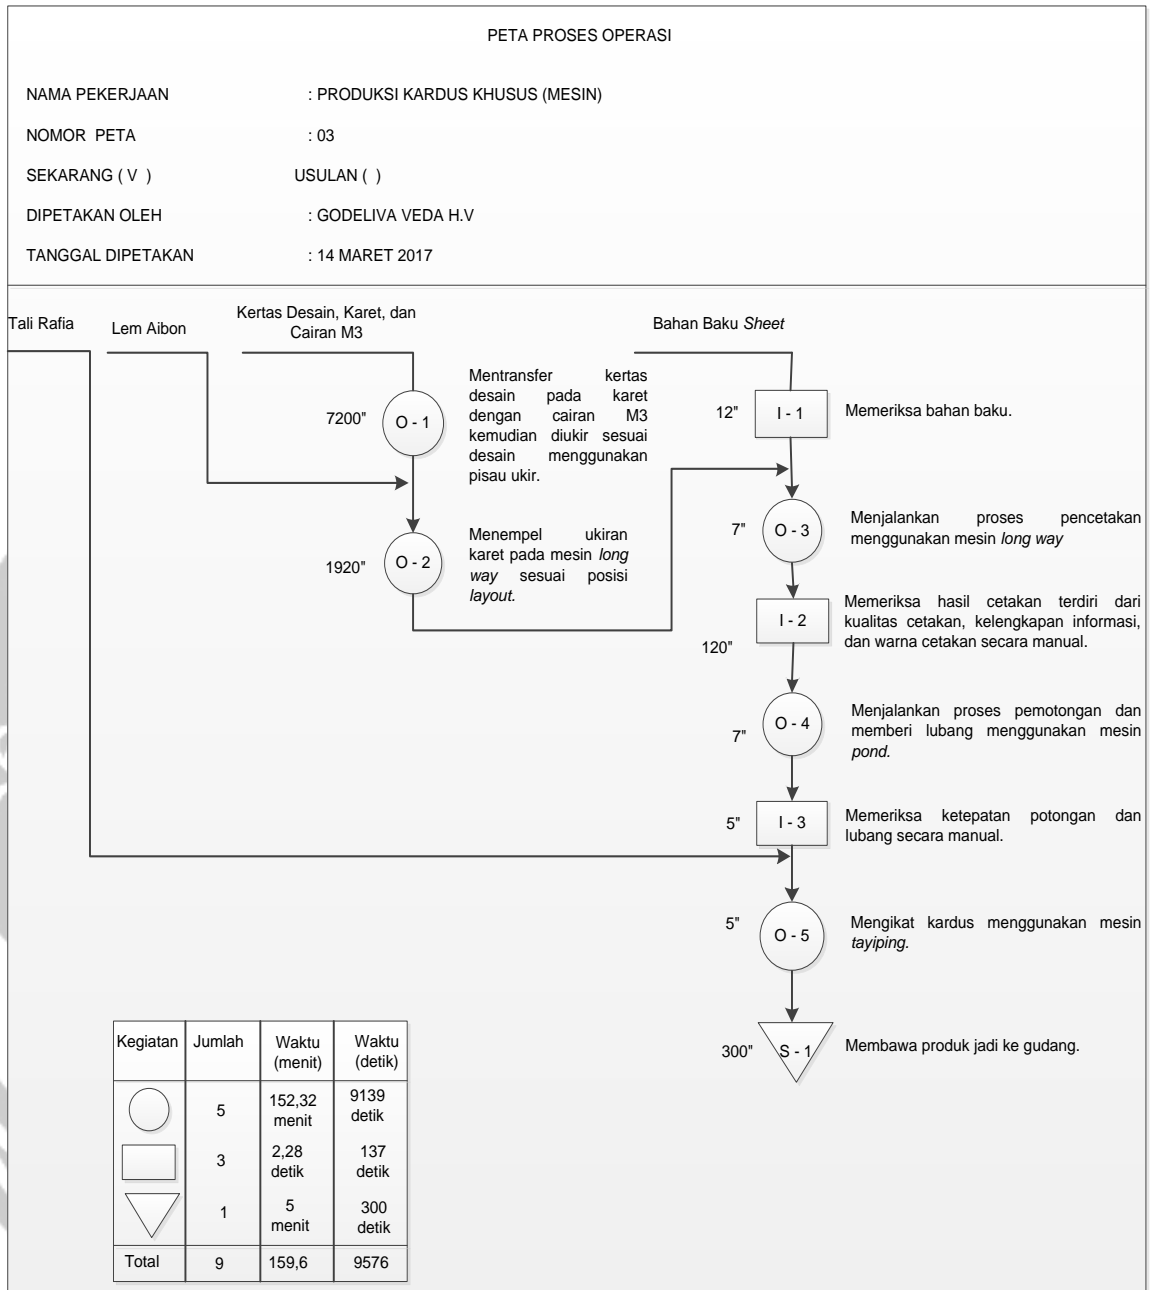 PETA PROSES OPERASI
NAMA PEKERJAAN : PRODUKSI KARDUS KHUSUS (MESIN)
NOMOR PETA : 03
SEKARANG ( V ) USULAN ( )
DIPETAKAN OLEH : GODELIVA VEDA H.V
TANGGAL DIPETAKAN : 14 MARET 2017
Tali Rafia
Lem Aibon
Kertas Desain, Karet, dan
Cairan M3
Bahan Baku Sheet
7200"
O - 1
Mentransfer kertas
desain pada karet
dengan cairan M3
kemudian diukir sesuai
desain menggunakan
pisau ukir.
12"
I - 1
Memeriksa bahan baku.
1920"
O - 2
Menempel ukiran
karet pada mesin long
way sesuai posisi
layout.
7"
O - 3
Menjalankan proses pencetakan
menggunakan mesin long way
120"
I - 2
Memeriksa hasil cetakan terdiri dari
kualitas cetakan, kelengkapan informasi,
dan warna cetakan secara manual.
7"
O - 4
Menjalankan proses pemotongan dan
memberi lubang menggunakan mesin
pond.
5"
I - 3
Memeriksa ketepatan potongan dan
lubang secara manual.
5"
O - 5
Mengikat kardus menggunakan mesin
tayiping.
300"
S - 1
Membawa produk jadi ke gudang.
Kegiatan Jumlah Waktu (menit) Waktu (detik)
5 152,32 menit 9139 detik
3 2,28 detik 137 detik
1 5 menit 300 detik
Total 9 159,6 9576